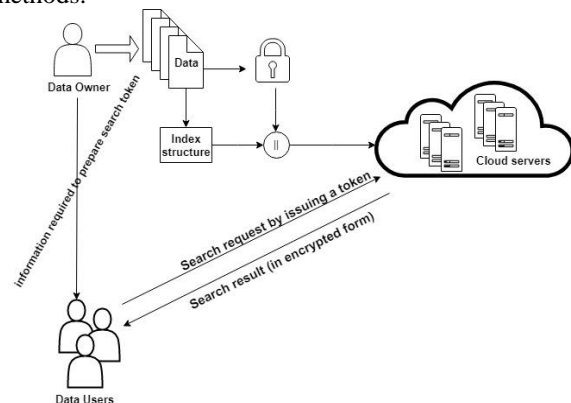 methods.
Data Owner
Data
Index
structure
||
Cloud servers
information required to prepare search token
Search request by issuing a token
Search result (in encrypted form)
Data Users